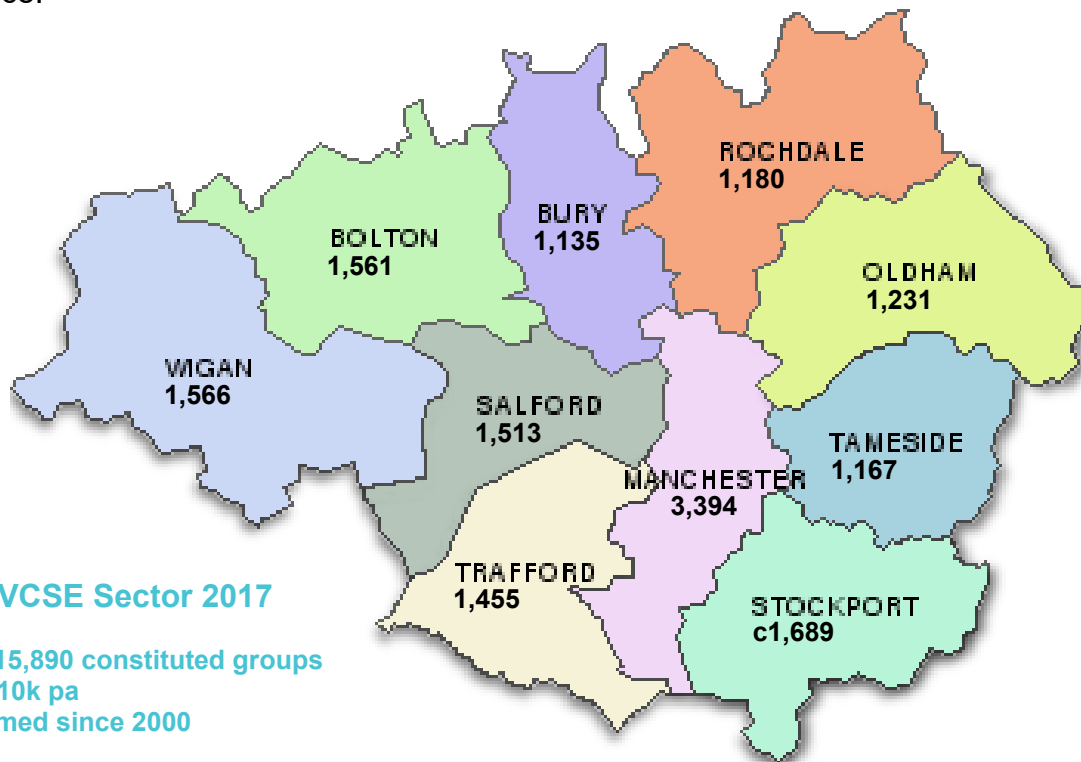 ROCHDALE
1,180
BURY
1,135
BOLTON
1,561
OLDHAM
1,231
WIGAN
1,566
SALFORD
1,513
TAMESIDE
1,167
MANCHESTER
3,394
TRAFFORD
1,455
STOCKPORT
c1,689
VCSE Sector 2017
15,890 constituted groups
10k pa
med since 2000